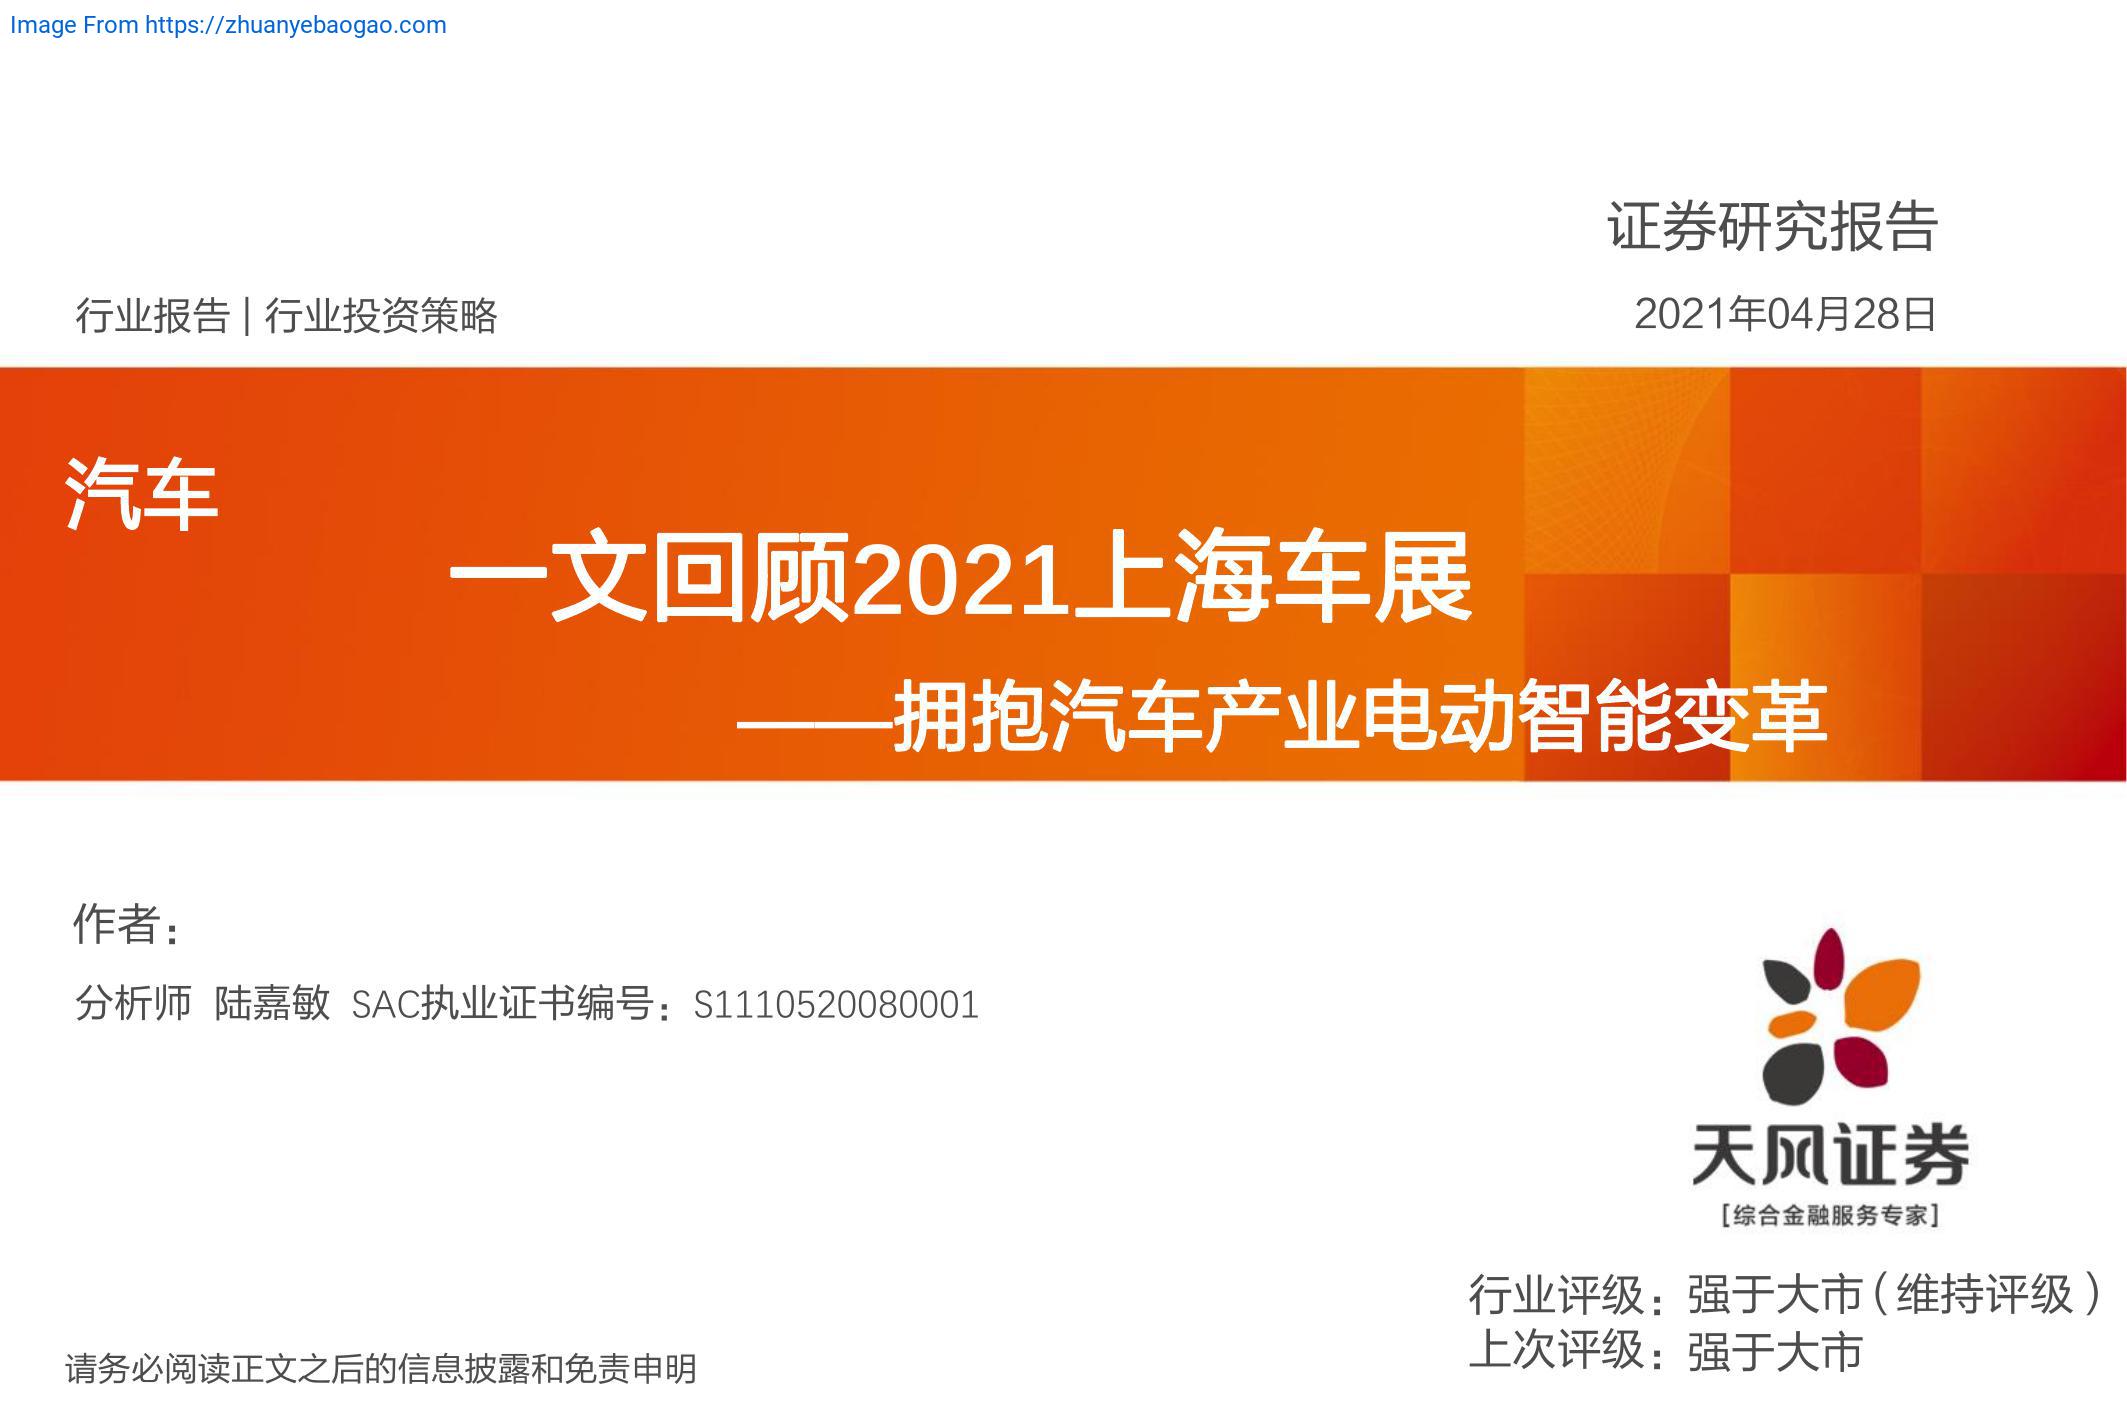 Image From https://zhuanyebaogao.com
证券研究报告
行业报告 | 行业投资策略
2021年04月28日
汽车
一文回顾2021上海车展
——拥抱汽车产业电动智能变革
作者：
分析师 陆嘉敏 SAC执业证书编号：S1110520080001
天风证券
[综合金融服务专家]
行业评级：强于大市（维持评级）
上次评级：强于大市
请务必阅读正文之后的信息披露和免责申明